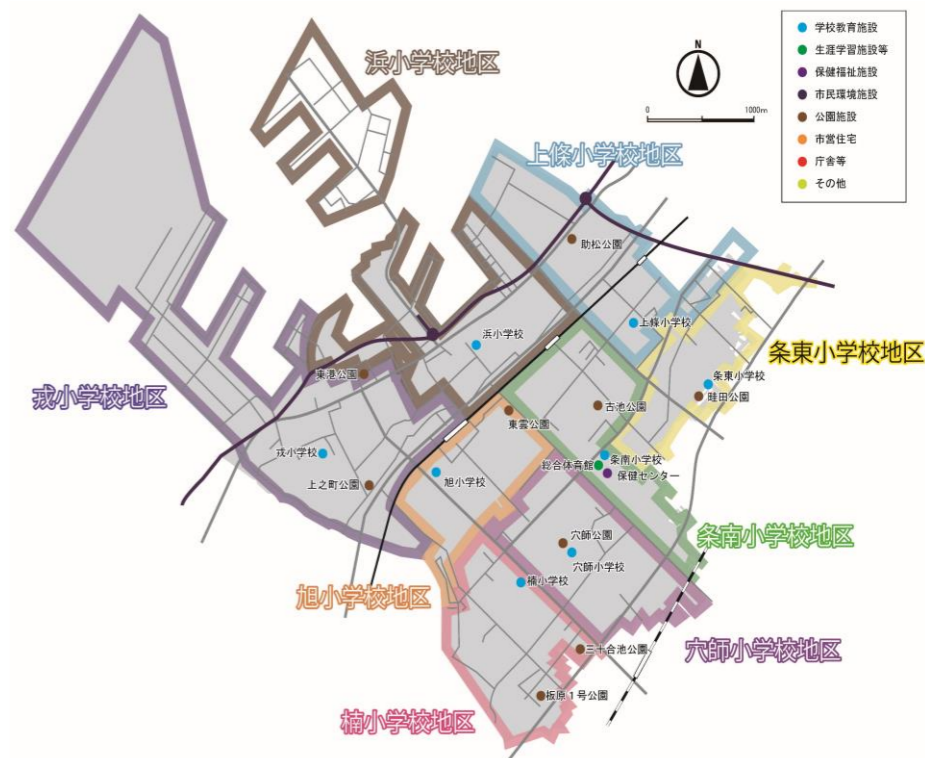 浜小学校地区
N
0
1000m
学校教育施設
生涯学習施設等
保健福祉施設
市民環境施設
公園施設
市営住宅
庁舎等
その他
上條小学校地区
助松公園
上條小学校
浜小学校
条東小学校地区
東港公園
条東小学校
畦田公園
戎小学校地区
東雲公園
古池公園
戎小学校
条南小学校
総合体育館
保健センター
旭小学校
上之町公園
条南小学校地区
穴師公園
穴師小学校
楠小学校
旭小学校地区
三十合池公園
穴師小学校地区
板原1号公園
楠小学校地区